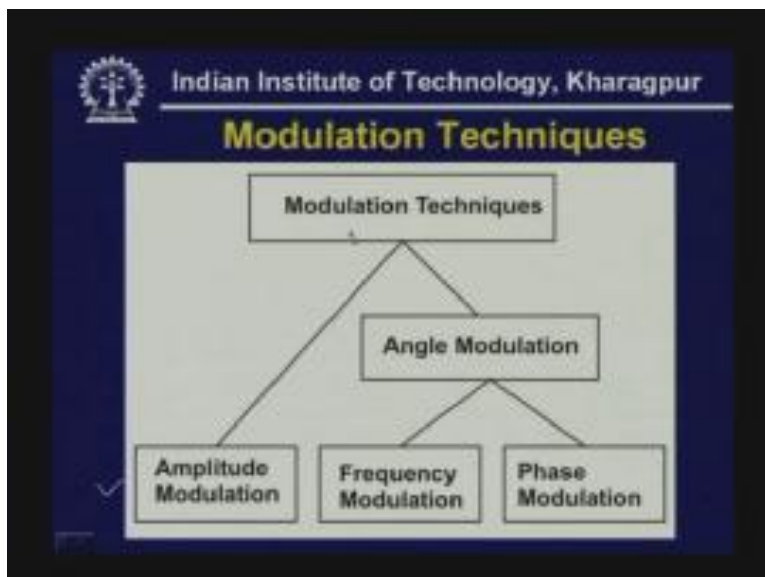 Indian Institute of Technology, Kharagpur
Modulation Techniques
Modulation Techniques
Angle Modulation
Amplitude
Modulation
Frequency
Modulation
Phase
Modulation